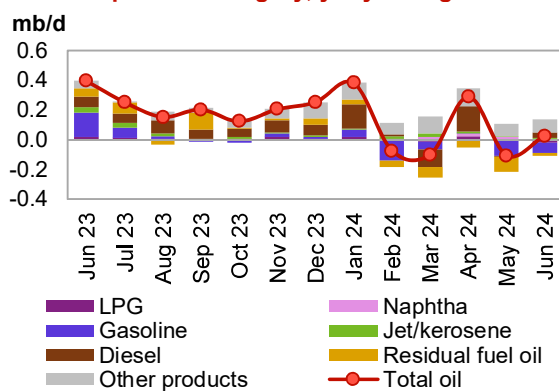 mb/d
0.6
0.4
0.2
0.0
-0.2
-0.4
Jun 23
Jul 23
Aug 23
Sep 23
Oct 23
Nov 23
Dec 23
Jan 24
Feb 24
Mar 24
Apr 24
May 24
Jun 24
LPG
Naphtha
Gasoline
Jet/kerosene
Diesel
Residual fuel oil
Other products
Total oil